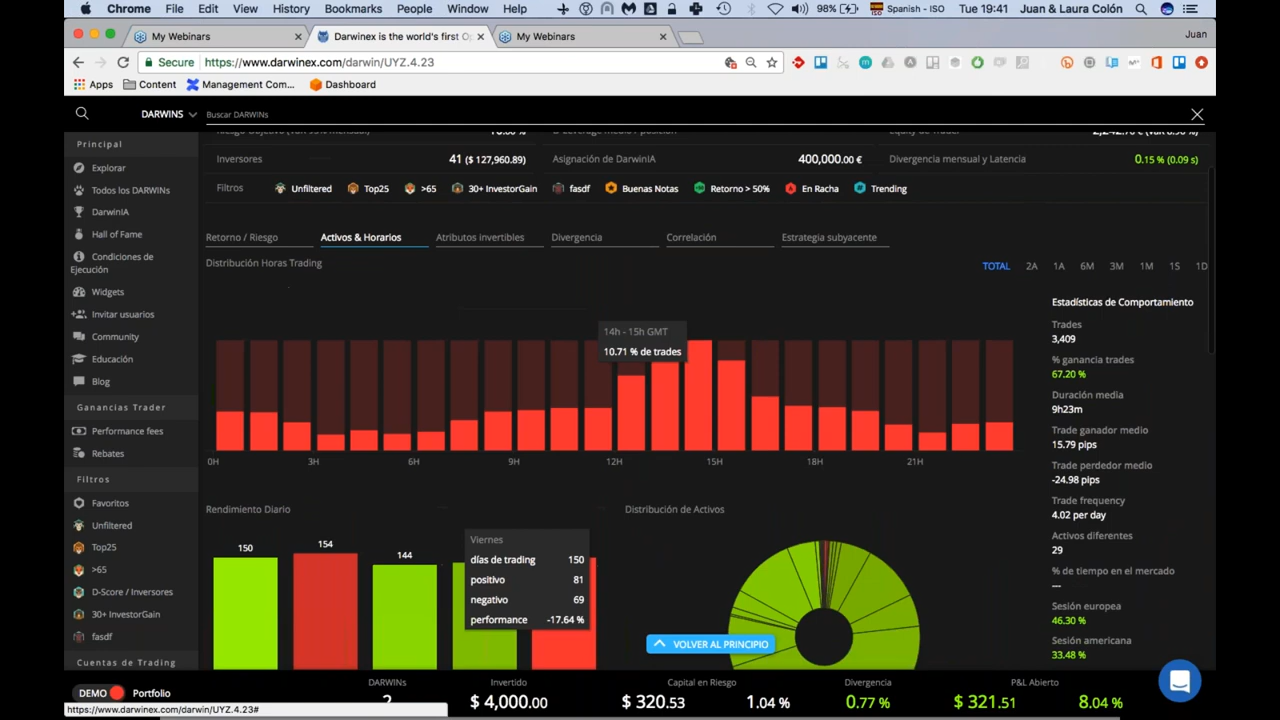 Chrome File Edit View History Bookmarks People Window Help 98% Spanish - ISO Tue 19:41 Juan & Laura Colón
My Webinars Darwinex is the world's first Op My Webinars Juan
Secure https://www.darwinex.com/darwin/UYZ.4.23
Apps Content Management Com... Dashboard
DARWINS Buscar DARWINs
Principal
Explorar
Todos los DARWINs
DarwinIA
Hall of Fame
Condiciones de
Ejecución
Widgets
Invitar usuarios
Community
Educación
Blog
Ganancias Trader
Performance fees
Rebates
Filtros
Favoritos
Unfiltered
Top25
>65
D-Score / Inversores
30+ InvestorGain
fasdf
Cuentas de Trading
Inversores 41 ($ 127,960.89) Asignación de DarwinIA 400,000.00 € Divergencia mensual y Latencia 0.15 % (0.09 s)
Filtros Unfiltered Top25 >65 30+ InvestorGain fasdf Buenas Notas Retorno > 50% En Racha Trending
Retorno / Riesgo Activos & Horarios Atributos invertibles Divergencia Correlación Estrategia subyacente
Distribución Horas Trading
TOTAL 2A 1A 6M 3M 1M 1S 1D
14h - 15h GMT
10.71 % de trades
0H 3H 6H 9H 12H 15H 18H 21H
Estadísticas de Comportamiento
Trades
3,409
% ganancia trades
67.20 %
Duración media
9h23m
Trade ganador medio
15.79 pips
Trade perdedor medio
-24.98 pips
Trade frequency
4.02 per day
Activos diferentes
29
% de tiempo en el mercado
---
Sesión europea
46.30 %
Sesión americana
33.48 %
Rendimiento Diario
150 154 144
Viernes
días de trading 150
positivo 81
negativo 69
performance -17.64 %
Distribución de Activos
VOLVER AL PRINCIPIO
DEMO Portfolio
DARWINs
2
Invertido
$ 4,000.00
Capital en Riesgo
$ 320.53 1.04 %
Divergencia
0.77 %
P&L Abierto
$ 321.51 8.04 %
https://www.darwinex.com/darwin/UYZ.4.23#